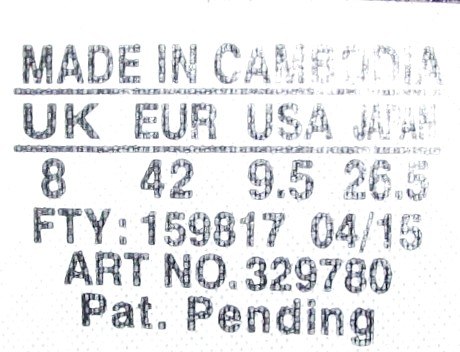 MADE IN CAMBODIA
UK EUR USA JAPAN
8 42 9.5 26.5
FTY: 159817 04/15
ART NO.329780
Pat. Pending